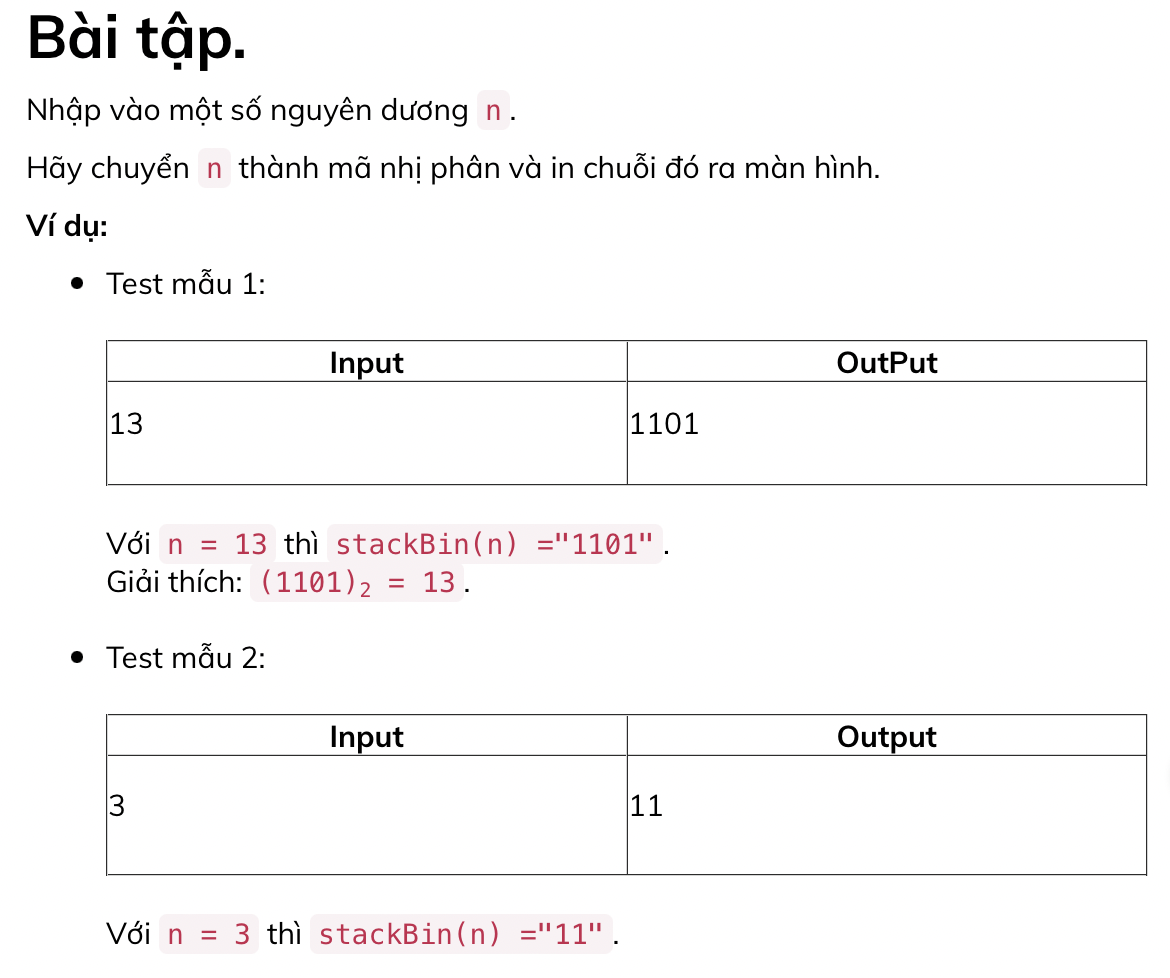 Bài tập.
Nhập vào một số nguyên dương n.
Hãy chuyển n thành mã nhị phân và in chuỗi đó ra màn hình.
Ví dụ:
Test mẫu 1:
Input OutPut
13 1101
Với n = 13 thì stackBin(n) ="1101".
Giải thích: (1101)₂ = 13.
Test mẫu 2:
Input Output
3 11
Với n = 3 thì stackBin(n) ="11".